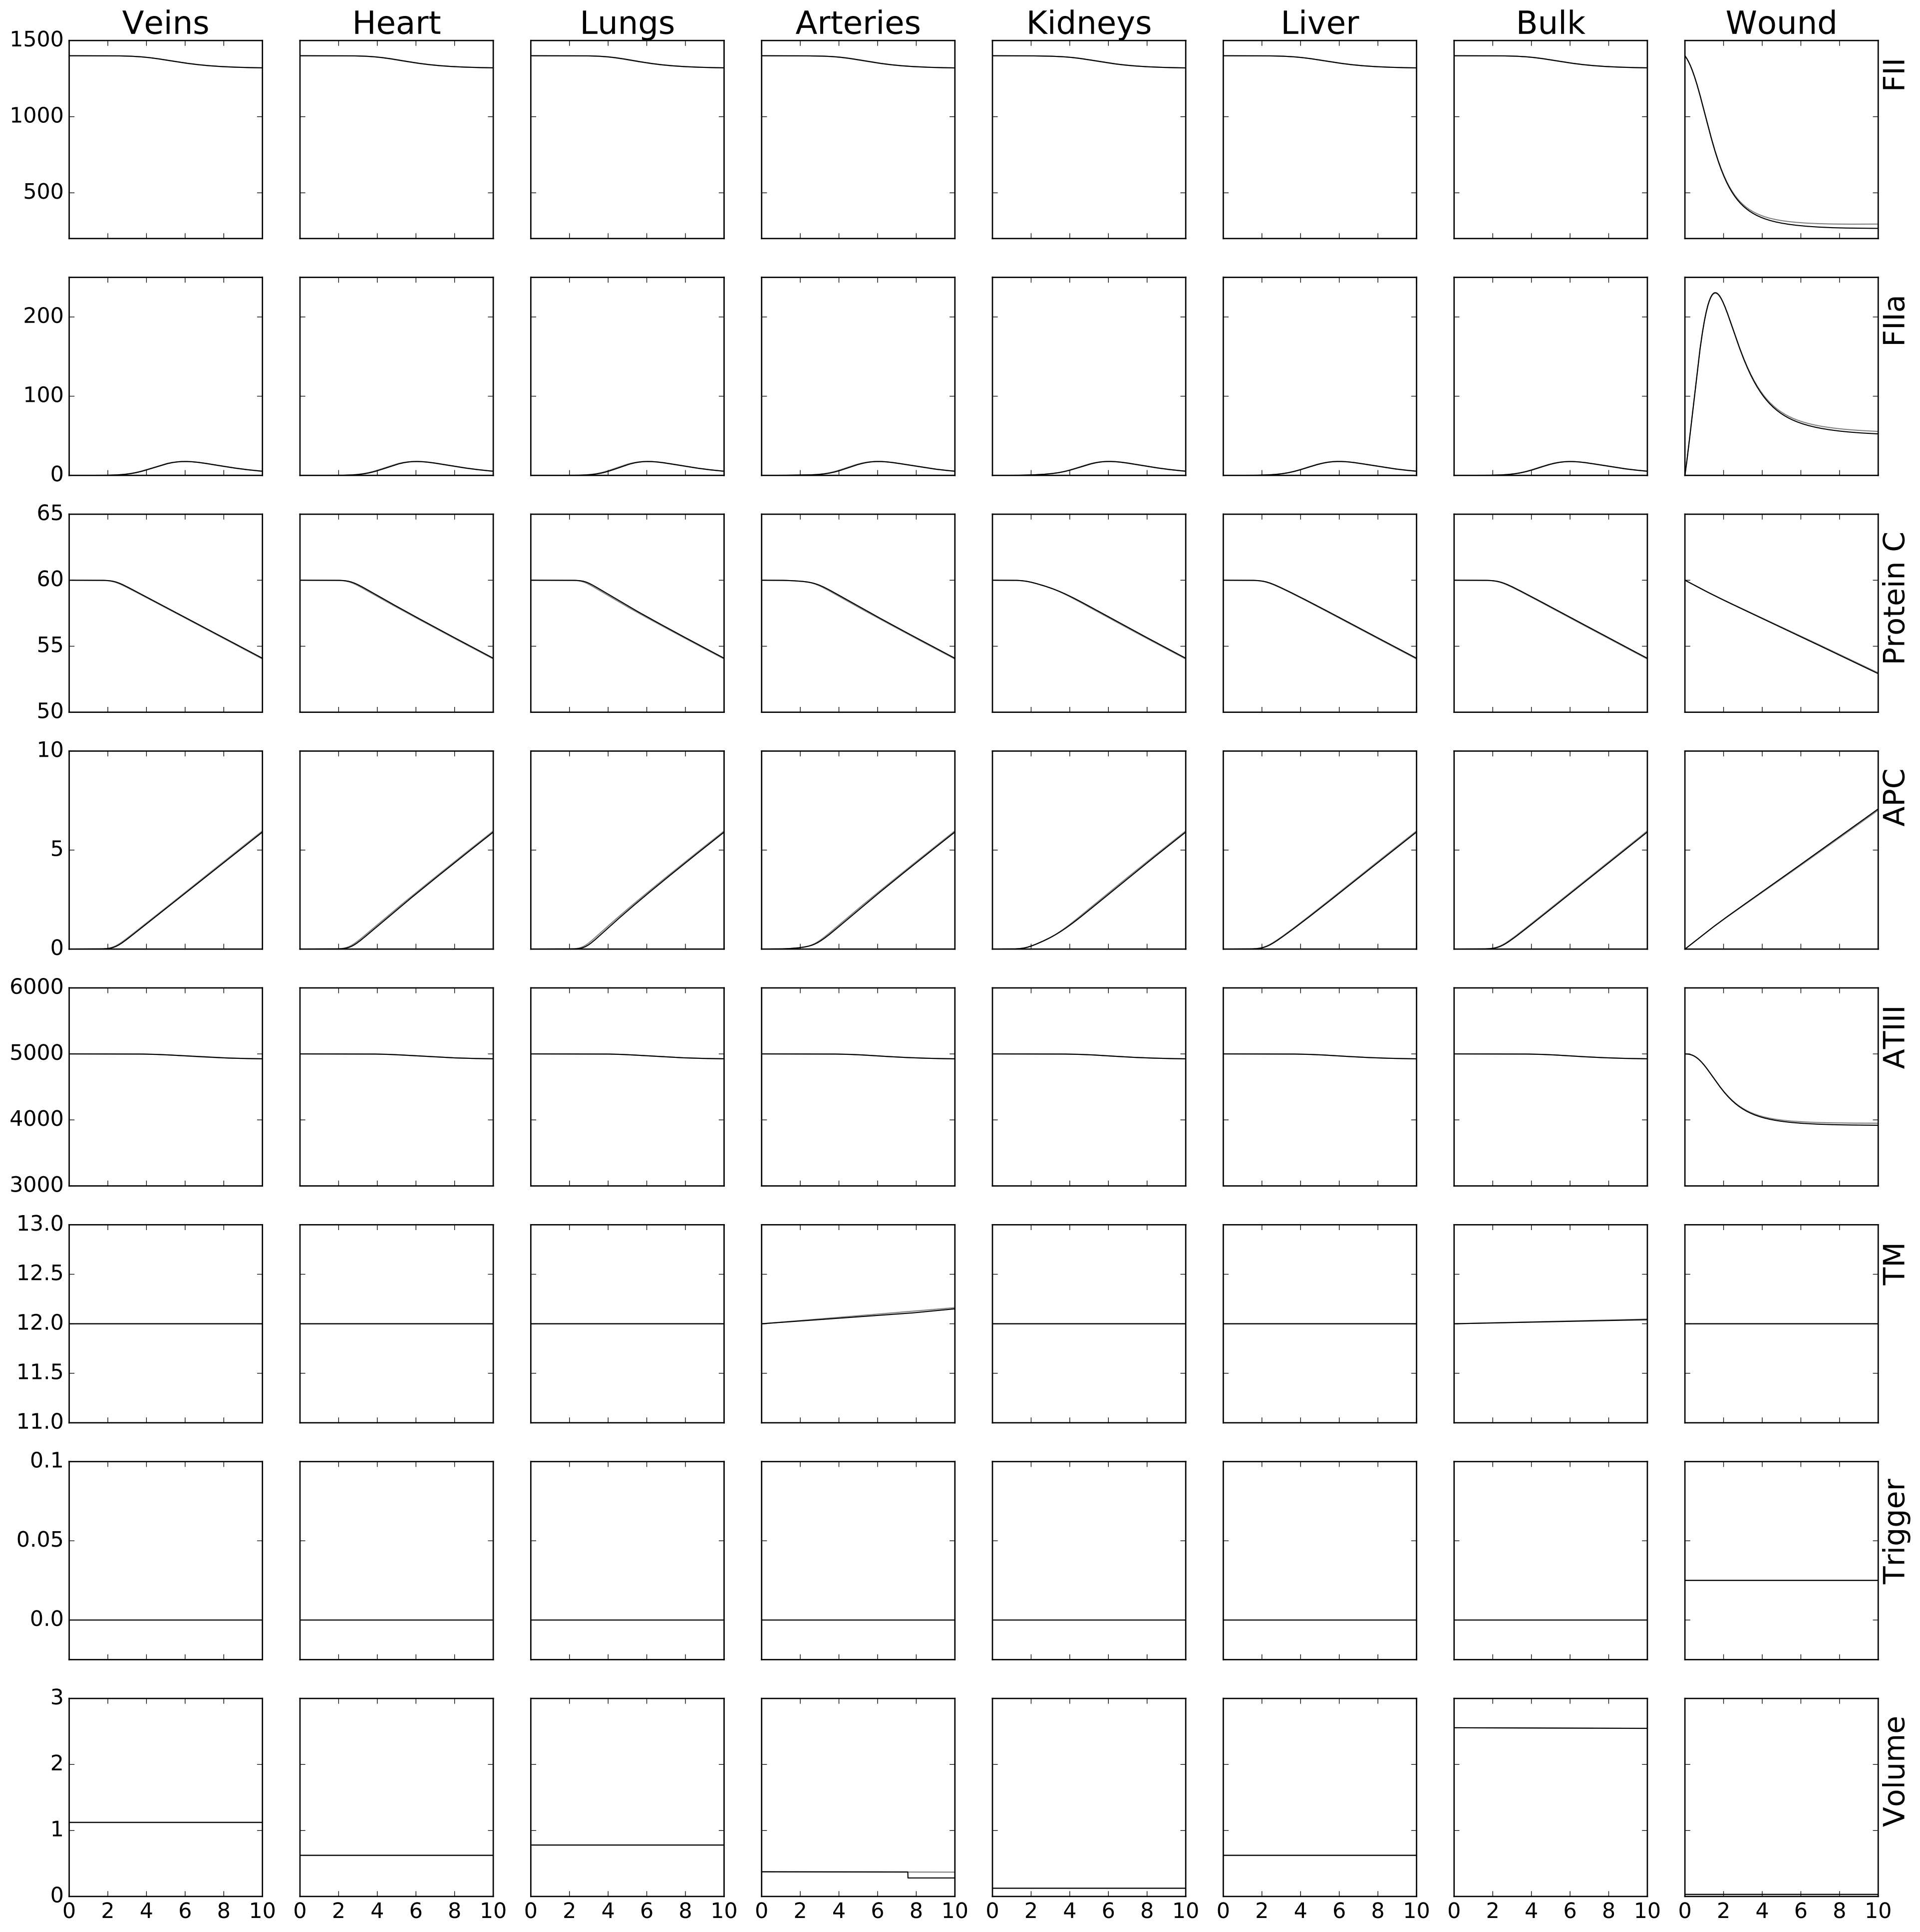 Veins Heart Lungs Arteries Kidneys Liver Bulk Wound
1500
1000
500
FII
200
100
0
FIIa
65
60
55
50
Protein C
10
5
0
APC
6000
5000
4000
3000
ATIII
13.0
12.5
12.0
11.5
11.0
TM
0.1
0.05
0.0
Trigger
3
2
1
0
Volume
0 2 4 6 8 10 0 2 4 6 8 10 0 2 4 6 8 10 0 2 4 6 8 10 0 2 4 6 8 10 0 2 4 6 8 10 0 2 4 6 8 10 0 2 4 6 8 10